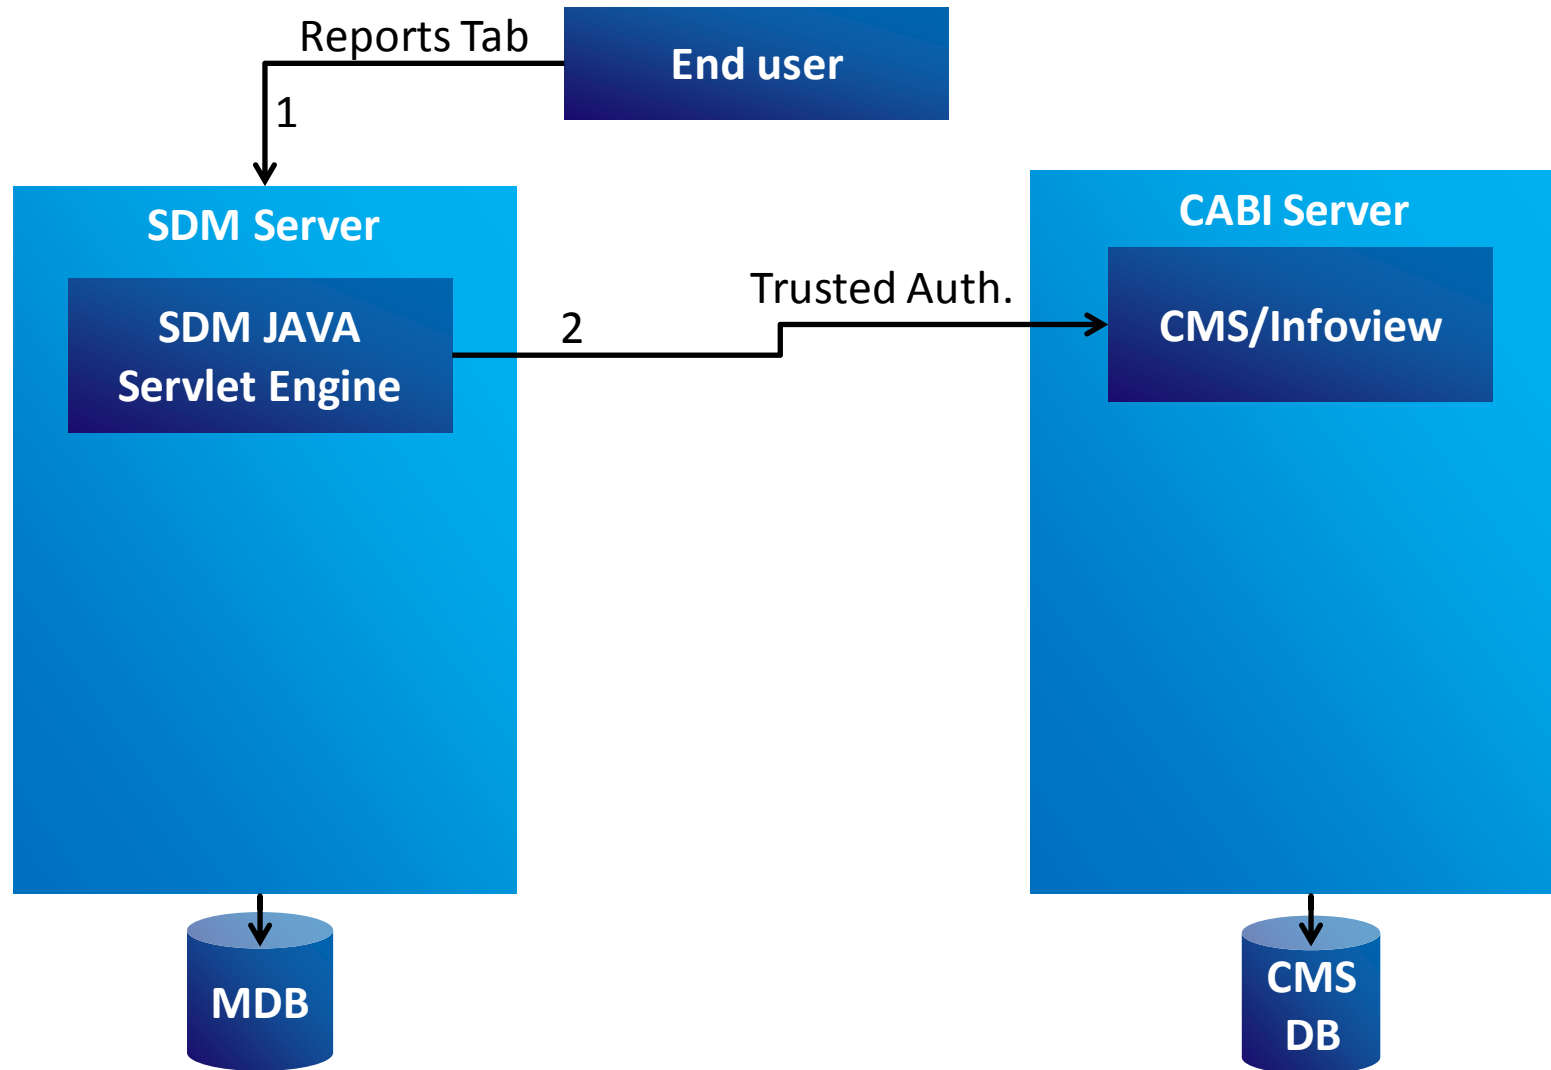 Reports Tab
End user
1
SDM Server
CABI Server
SDM JAVA
Servlet Engine
2
Trusted Auth.
CMS/Infoview
MDB
CMS
DB